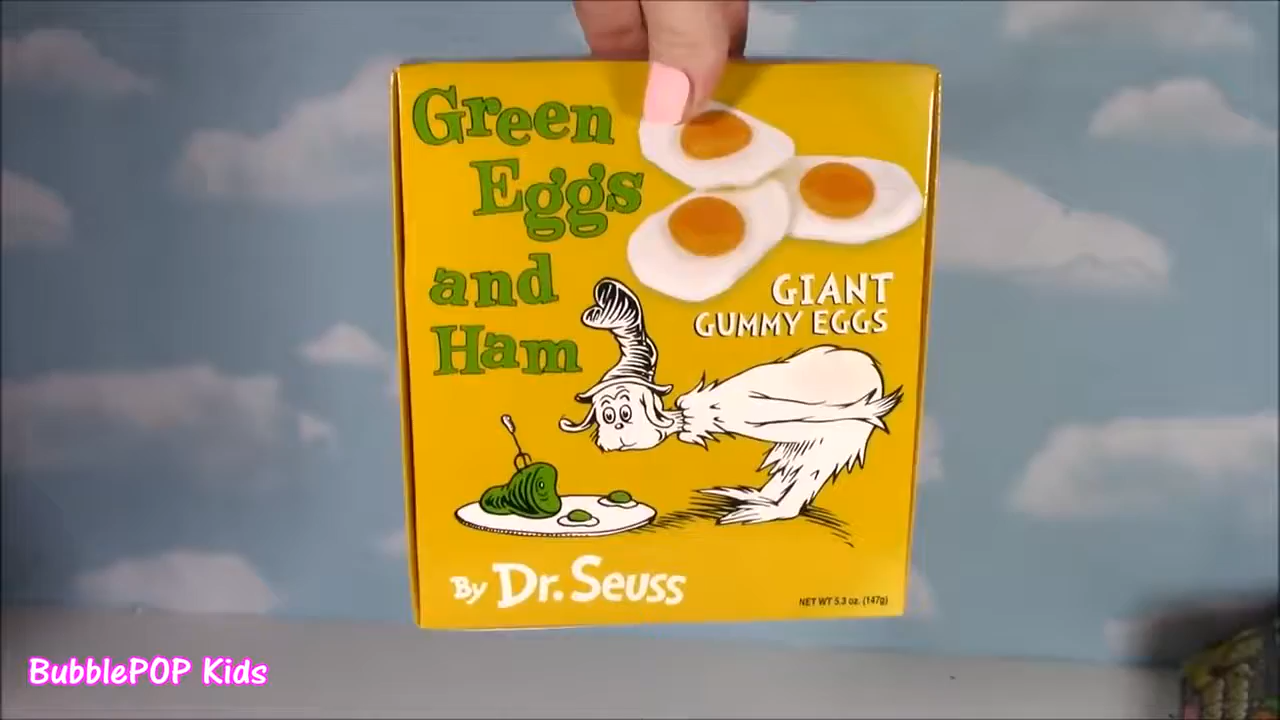 Green
Eggs
and
Ham
GIANT
GUMMY EGGS
By Dr. Seuss
NET WT 5.3 oz. (147g)
BubblePOP Kids